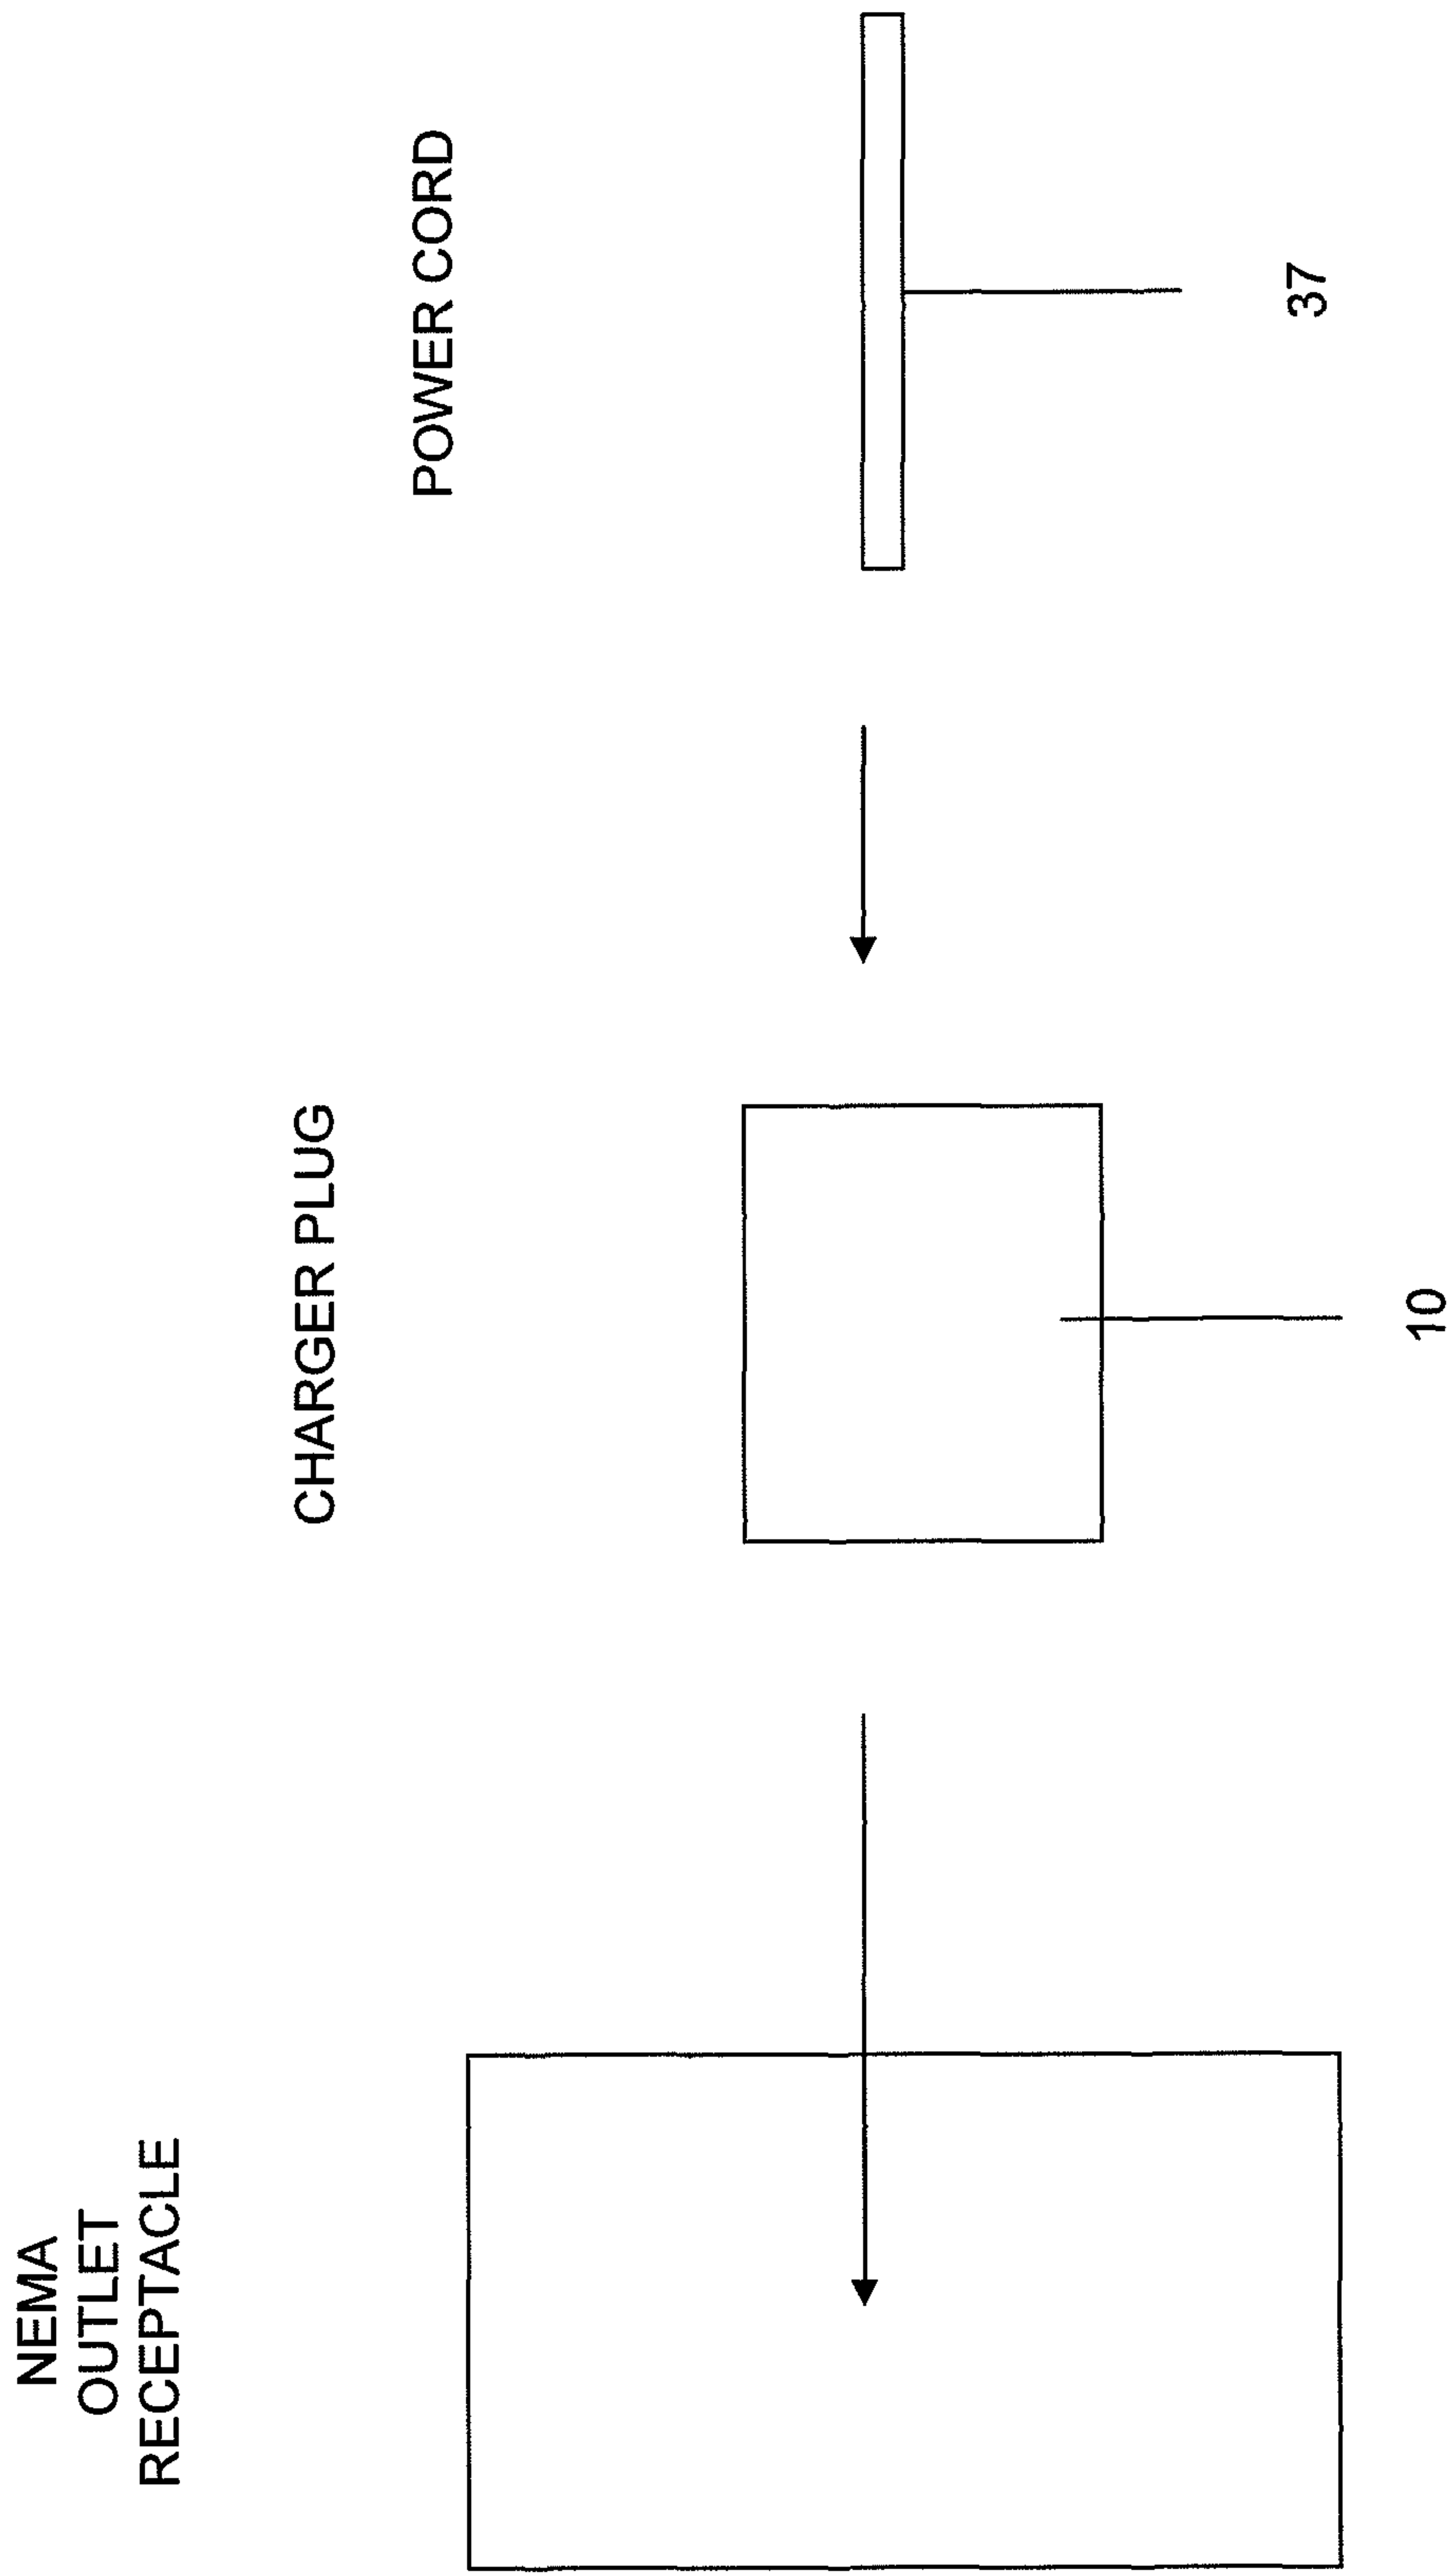 NEMA
OUTLET
RECEPTACLE
CHARGER PLUG
10
POWER CORD
37